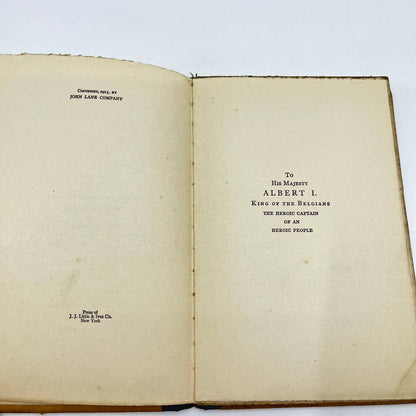 Copyright, 1915, by
JOHN LANE COMPANY
Press of
J. J. Little & Ives Co.
New York
To
His Majesty
ALBERT I.
King of the Belgians
THE HEROIC CAPTAIN
OF AN
HEROIC PEOPLE